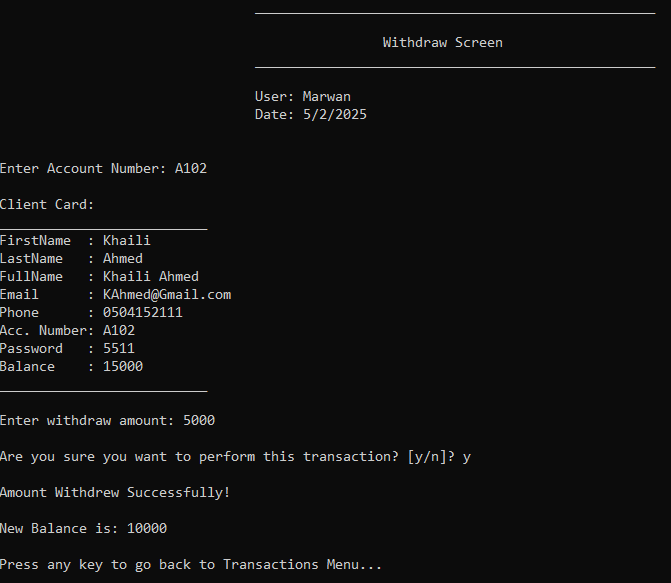 Withdraw Screen
User: Marwan
Date: 5/2/2025
Enter Account Number: A102
Client Card:
FirstName  : Khaili
LastName   : Ahmed
FullName   : Khaili Ahmed
Email      : KAhmed@Gmail.com
Phone      : 0504152111
Acc. Number: A102
Password   : 5511
Balance    : 15000
Enter withdraw amount: 5000
Are you sure you want to perform this transaction? [y/n]? y
Amount Withdrew Successfully!
New Balance is: 10000
Press any key to go back to Transactions Menu...